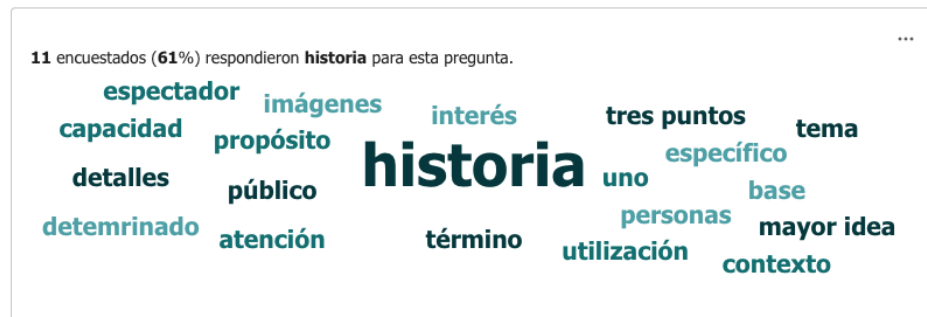 ...
11 encuestados (61%) respondieron historia para esta pregunta.
espectador
imágenes
interés
tres puntos
tema
capacidad
propósito
específico
historia
detalles
público
uno
base
personas
mayor idea
detemrinado
atención
término
utilización
contexto